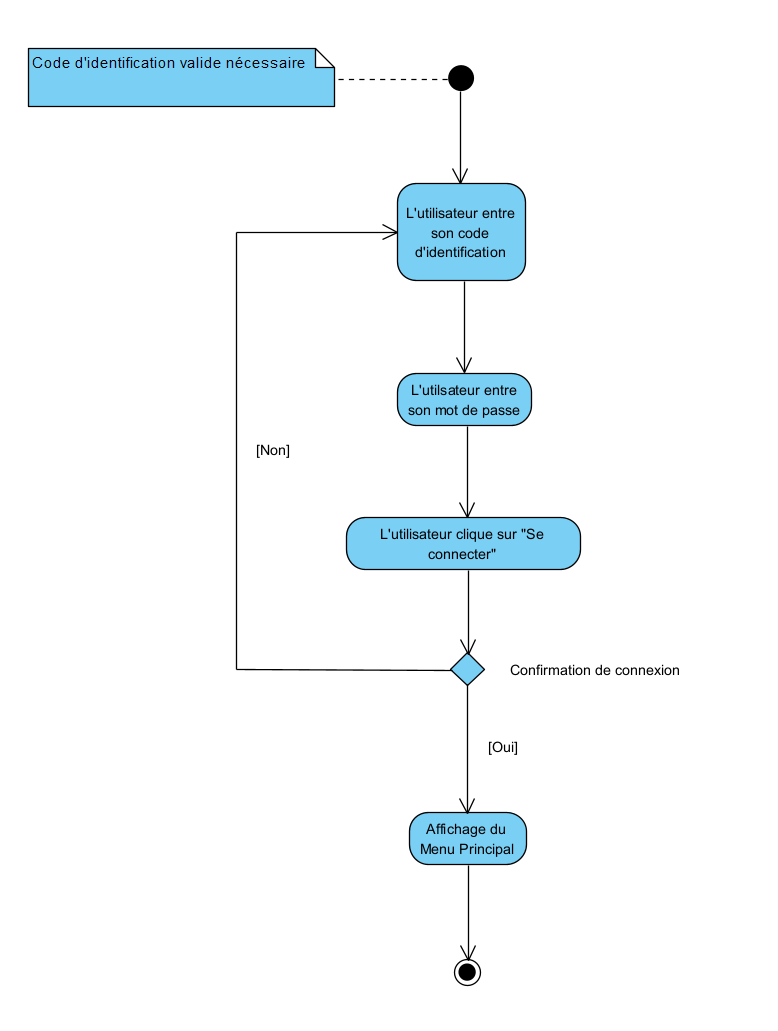 Code d'identification valide nécessaire
L'utilisateur entre
son code
d'identification
L'utilsateur entre
son mot de passe
[Non]
L'utilisateur clique sur "Se
connecter"
Confirmation de connexion
[Oui]
Affichage du
Menu Principal